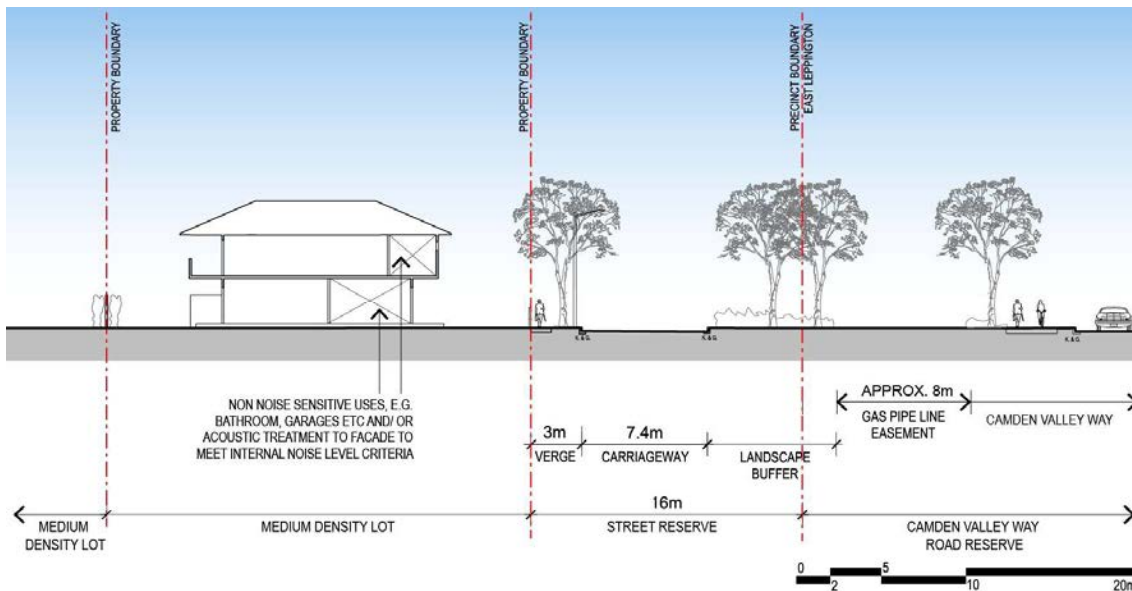 PROPERTY BOUNDARY
PROPERTY BOUNDARY
PRECINCT BOUNDARY
EAST LEPPINGTON
K. & G.
K. & G.
K. & G.
NON NOISE SENSITIVE USES, E.G.
BATHROOM, GARAGES ETC AND/ OR
ACOUSTIC TREATMENT TO FACADE TO
MEET INTERNAL NOISE LEVEL CRITERIA
3m
VERGE
7.4m
CARRIAGEWAY
LANDSCAPE
BUFFER
APPROX. 8m
GAS PIPE LINE
EASEMENT
CAMDEN VALLEY WAY
MEDIUM
DENSITY LOT
MEDIUM DENSITY LOT
16m
STREET RESERVE
CAMDEN VALLEY WAY
ROAD RESERVE
0 5
2 10 20m